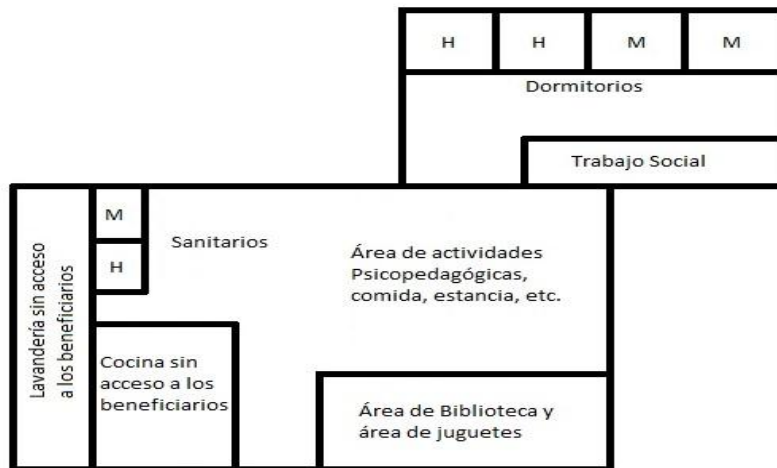 H
H
M
M
Dormitorios
Trabajo Social
M
Sanitarios
H
Área de actividades
Psicopedagógicas,
comida, estancia, etc.
Lavandería sin acceso
a los beneficiarios
Cocina sin
acceso a los
beneficiarios
Área de Biblioteca y
área de juguetes